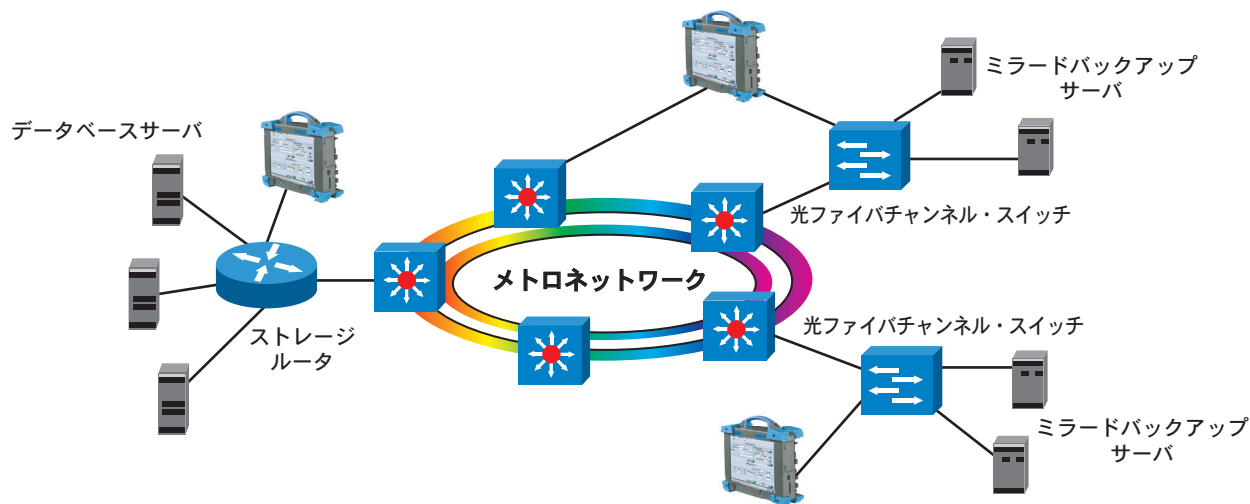 ミラードバックアップ
サーバ
データベースサーバ
光ファイバチャンネル・スイッチ
メトロネットワーク
ストレージ
ルータ
光ファイバチャンネル・スイッチ
ミラードバックアップ
サーバ